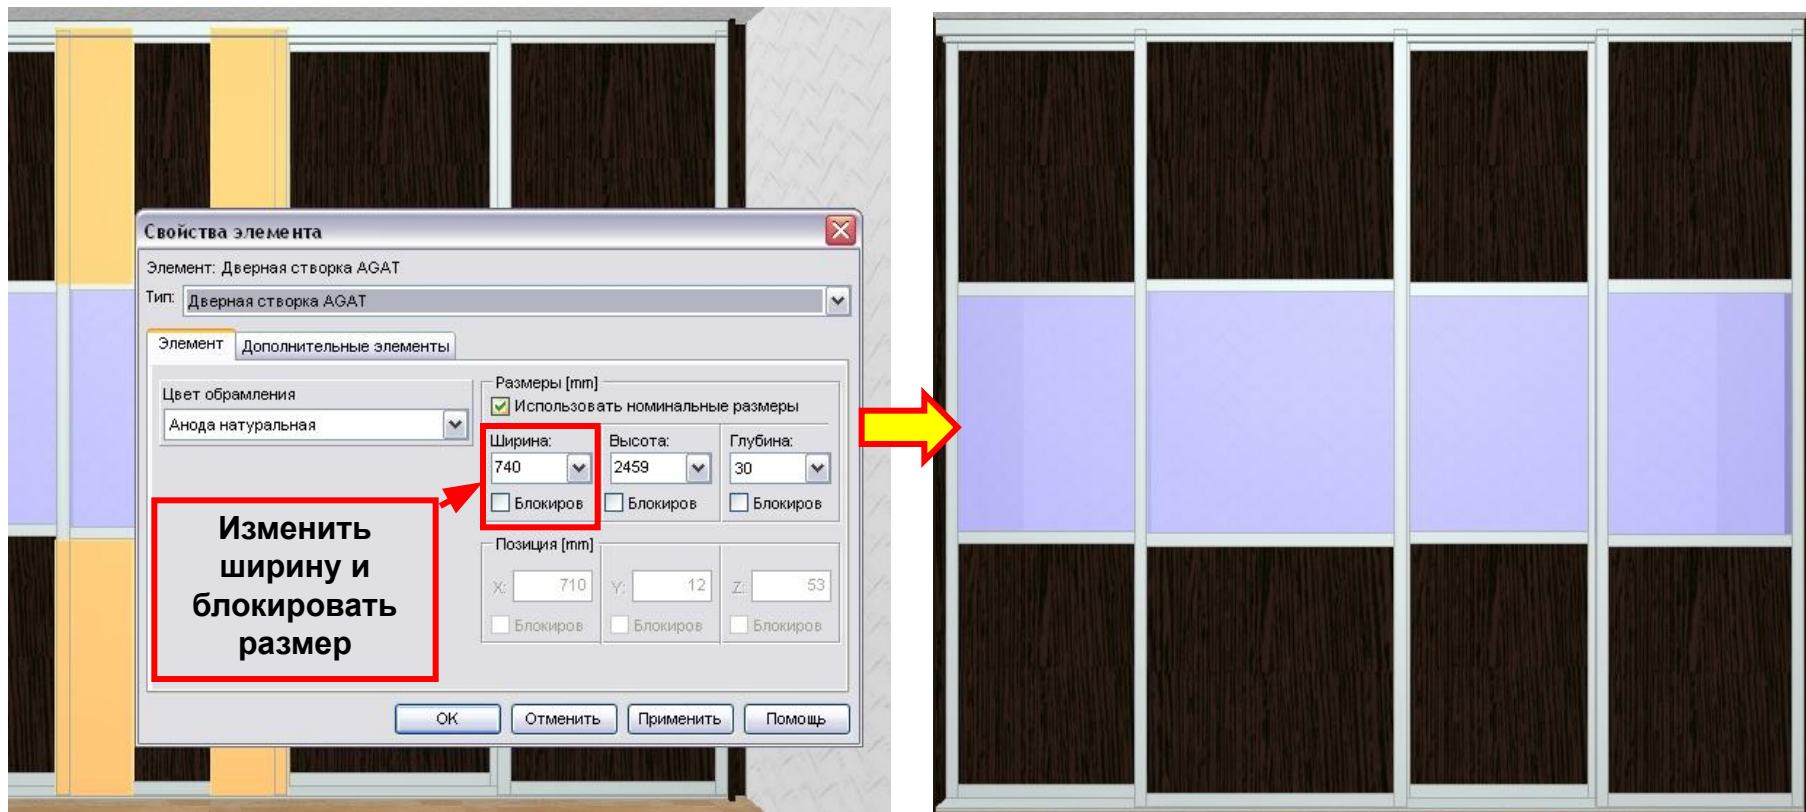 Свойства элемента
Элемент: Дверная створка AGAT
Тип: Дверная створка AGAT
Элемент Дополнительные элементы
Цвет обрамления
Анода натуральная
Размеры [mm]
Использовать номинальные размеры
Ширина: Высота: Глубина:
740 2459 30
Блокиров Блокиров Блокиров
Позиция [mm]
X: 710 Y: 12 Z: 53
Блокиров Блокиров Блокиров
Изменить
ширину и
блокировать
размер
OK Отменить Применить Помощь